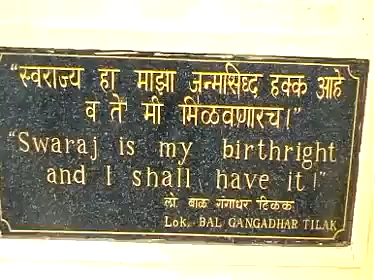 “स्वराज्य हा माझा जन्मसिध्द हक्क आहे
व ते मी मिळवणारच।”
“Swaraj is my birthright
and I shall have it!”
लो. बाळ गंगाधर टिळक
Lok. BAL GANGADHAR TILAK